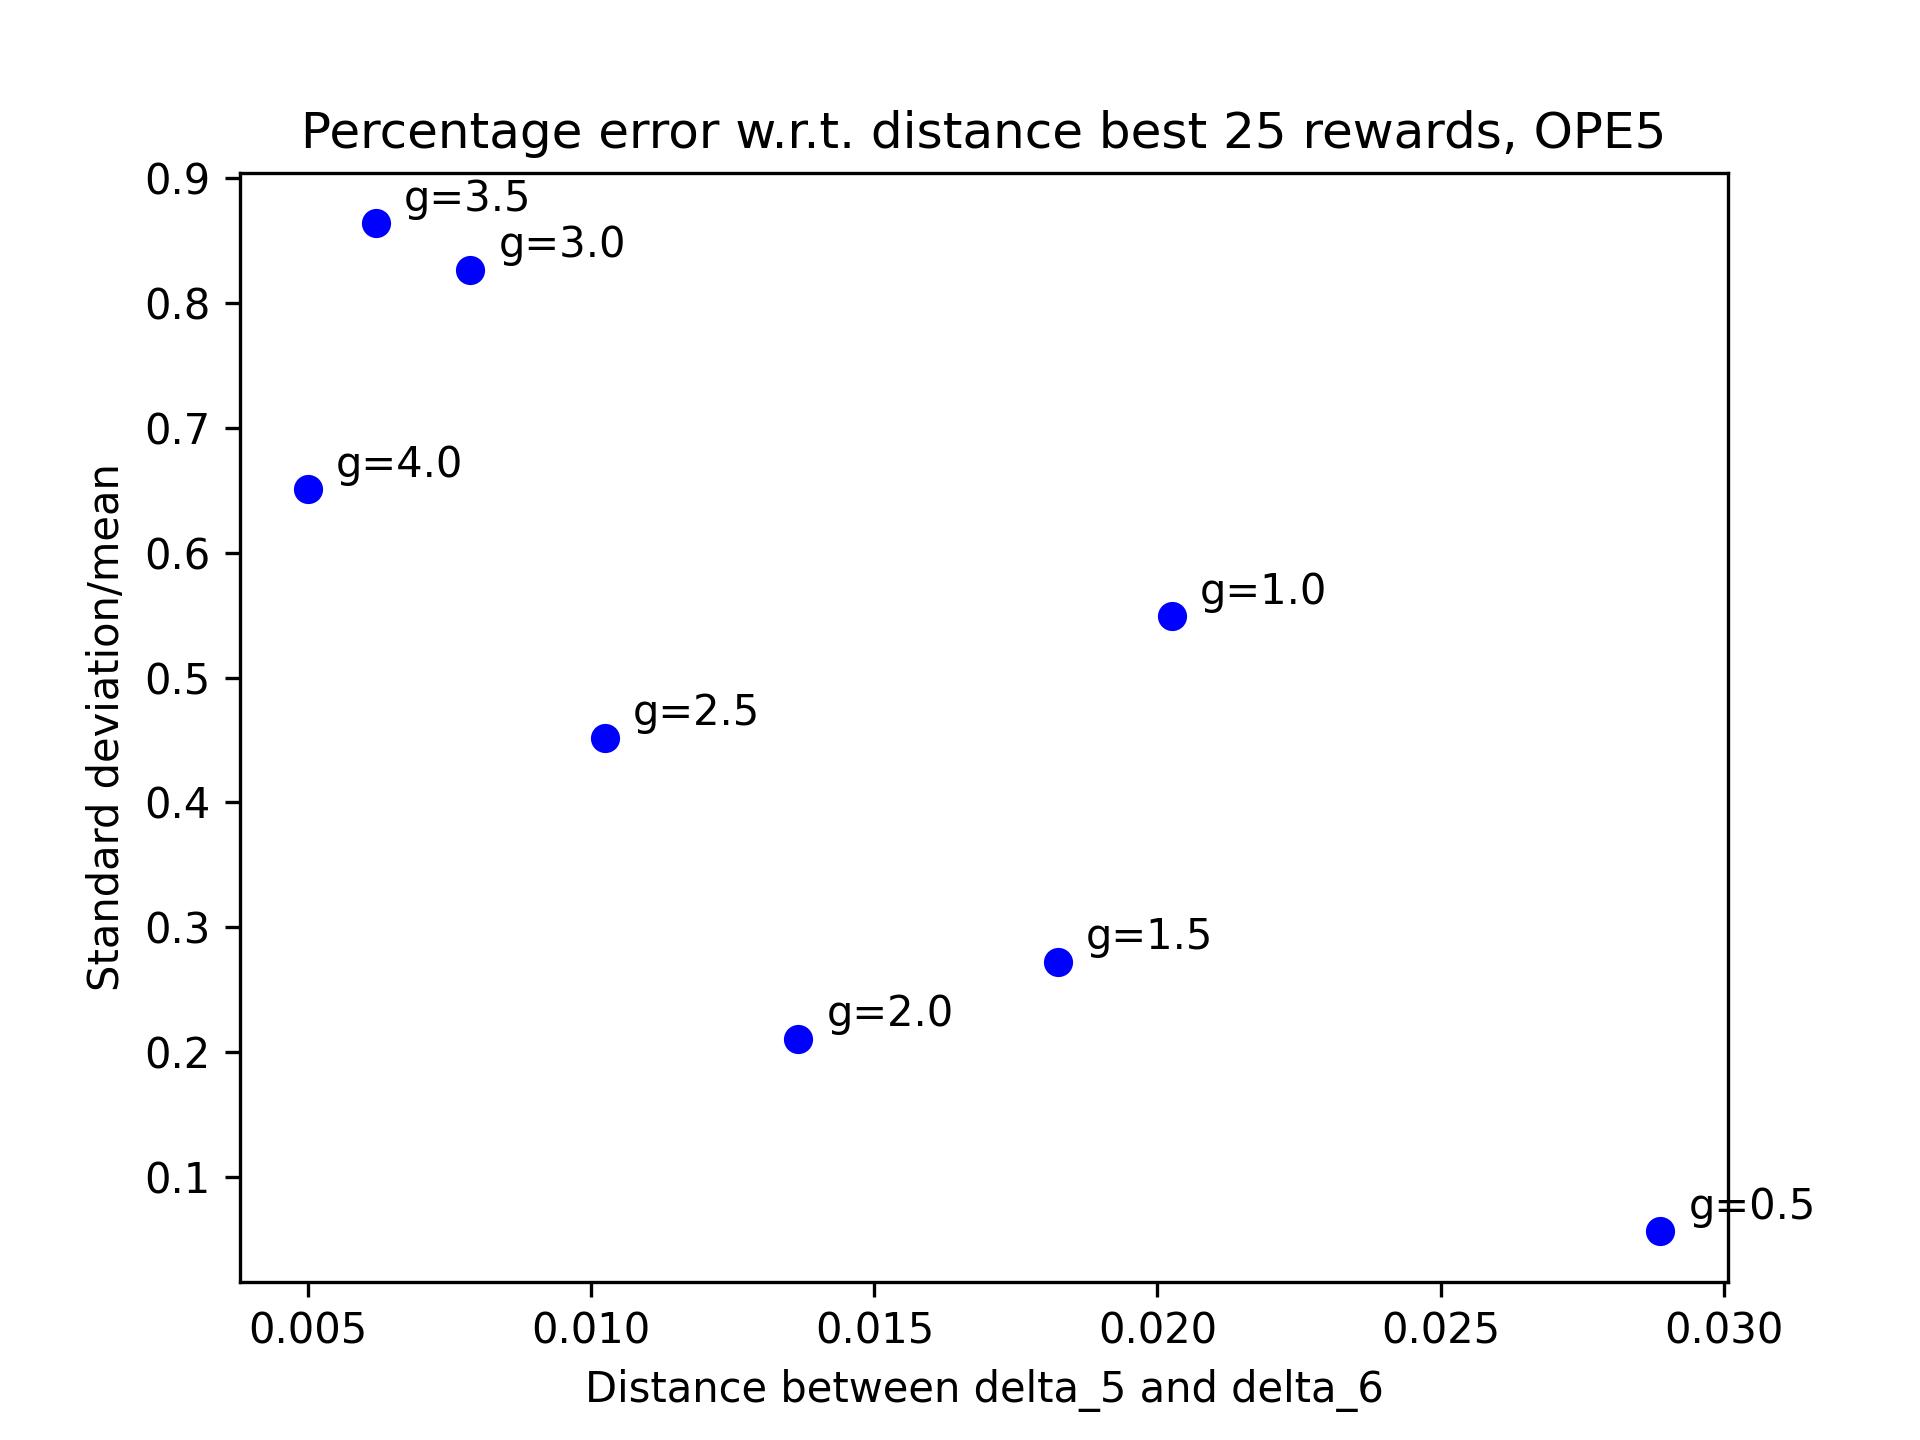 Percentage error w.r.t. distance best 25 rewards, OPE5
0.9
g=3.5
g=3.0
0.8
0.7
g=4.0
0.6
g=1.0
0.5
g=2.5
0.4
0.3
g=1.5
g=2.0
0.2
0.1
g=0.5
Standard deviation/mean
0.005 0.010 0.015 0.020 0.025 0.030
Distance between delta_5 and delta_6